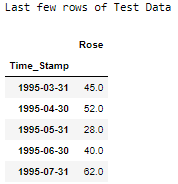 Last few rows of Test Data
Rose
Time_Stamp
1995-03-31 45.0
1995-04-30 52.0
1995-05-31 28.0
1995-06-30 40.0
1995-07-31 62.0